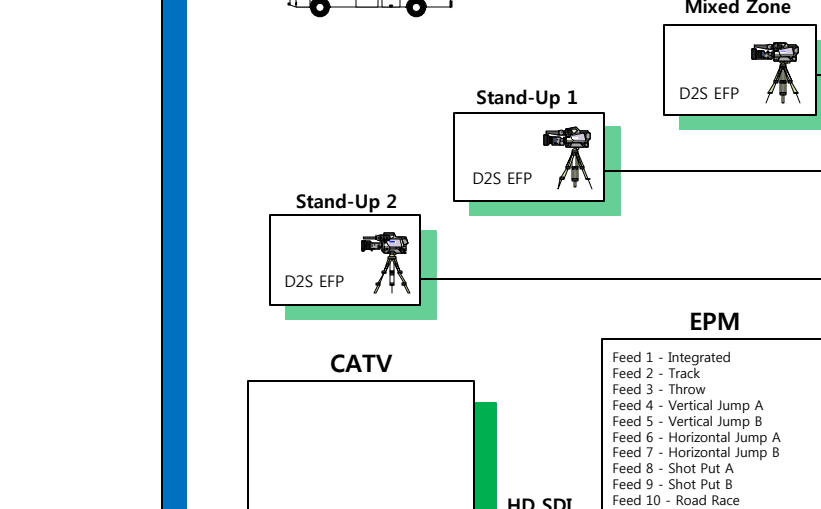 Mixed Zone
D2S EFP
Stand-Up 1
D2S EFP
Stand-Up 2
D2S EFP
EPM
Feed 1 - Integrated
Feed 2 - Track
Feed 3 - Throw
Feed 4 - Vertical Jump A
Feed 5 - Vertical Jump B
Feed 6 - Horizontal Jump A
Feed 7 - Horizontal Jump B
Feed 8 - Shot Put A
Feed 9 - Shot Put B
Feed 10 - Road Race
CATV
HD SDI